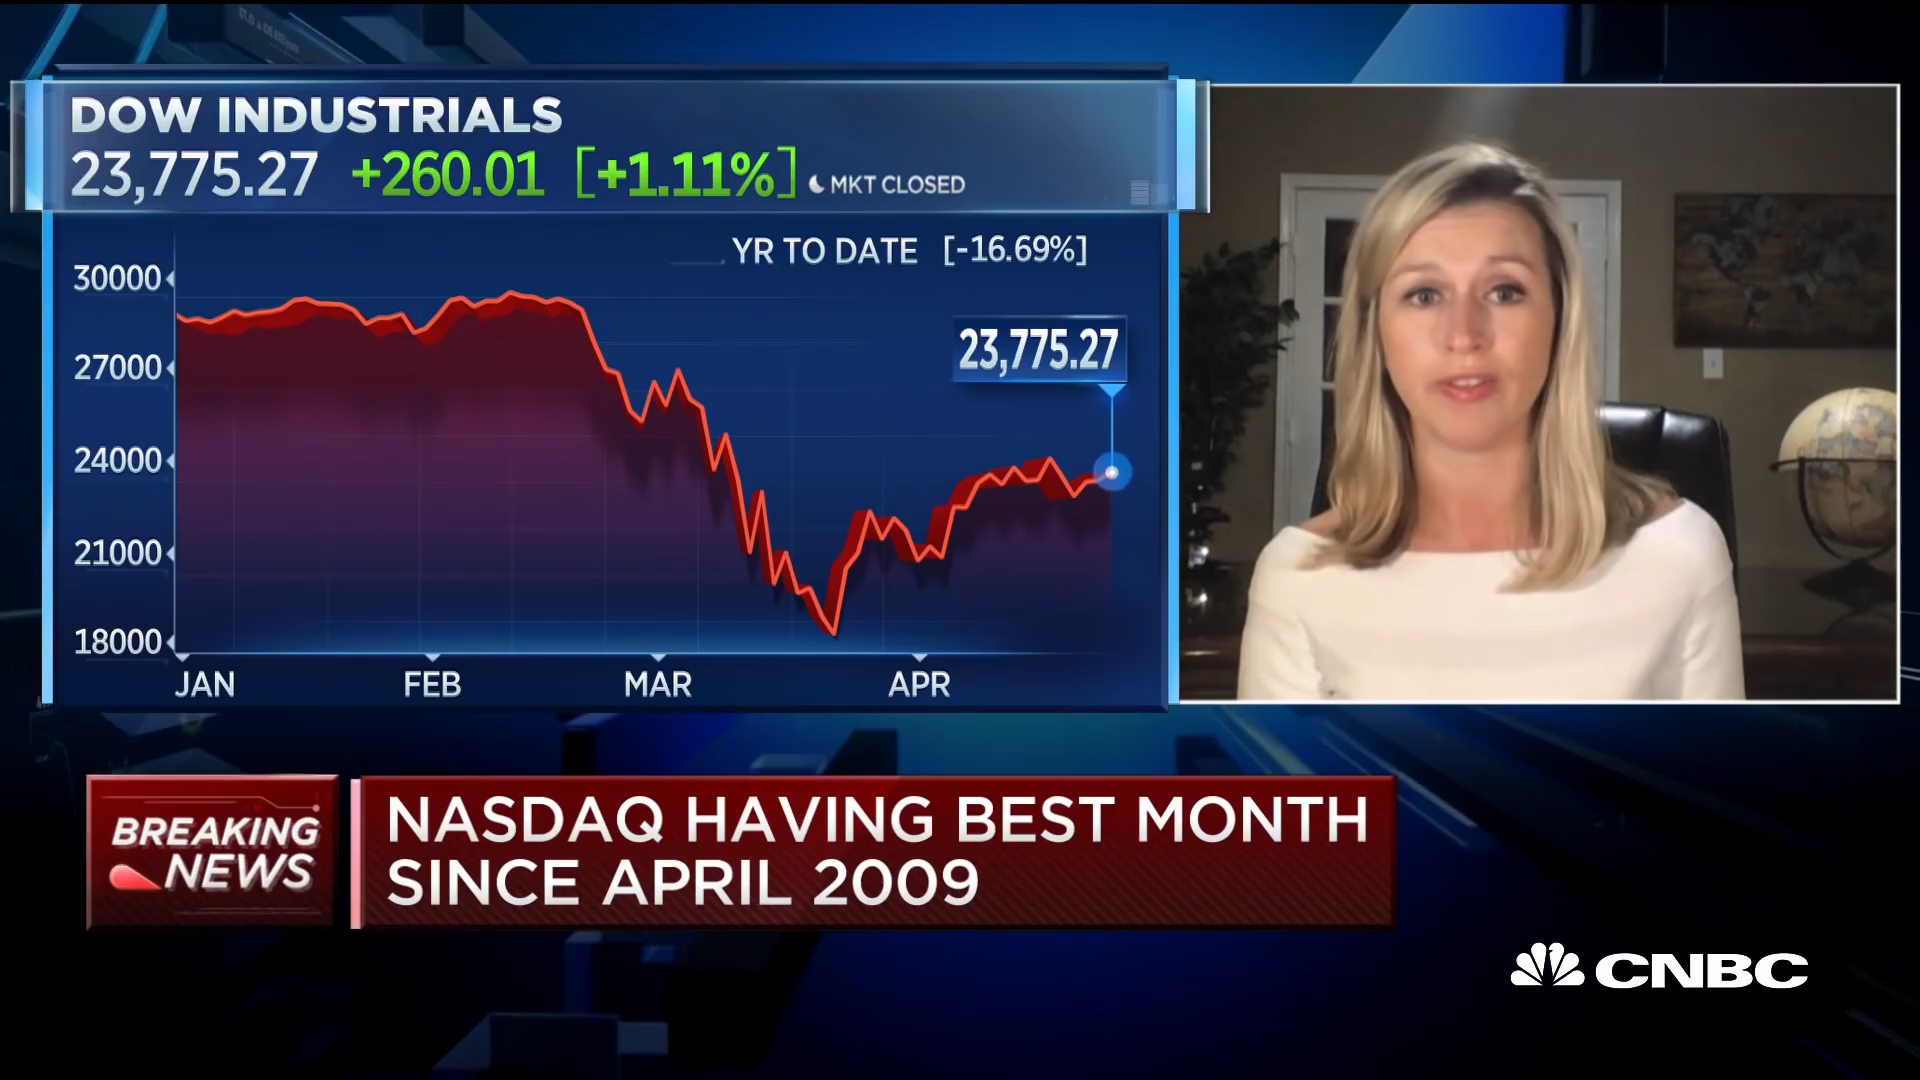 DOW INDUSTRIALS
23,775.27 +260.01 [+1.11%] MKT CLOSED
YR TO DATE [-16.69%]
30000
27000
24000
21000
18000
23,775.27
JAN FEB MAR APR
BREAKING
NEWS
NASDAQ HAVING BEST MONTH
SINCE APRIL 2009
CNBC